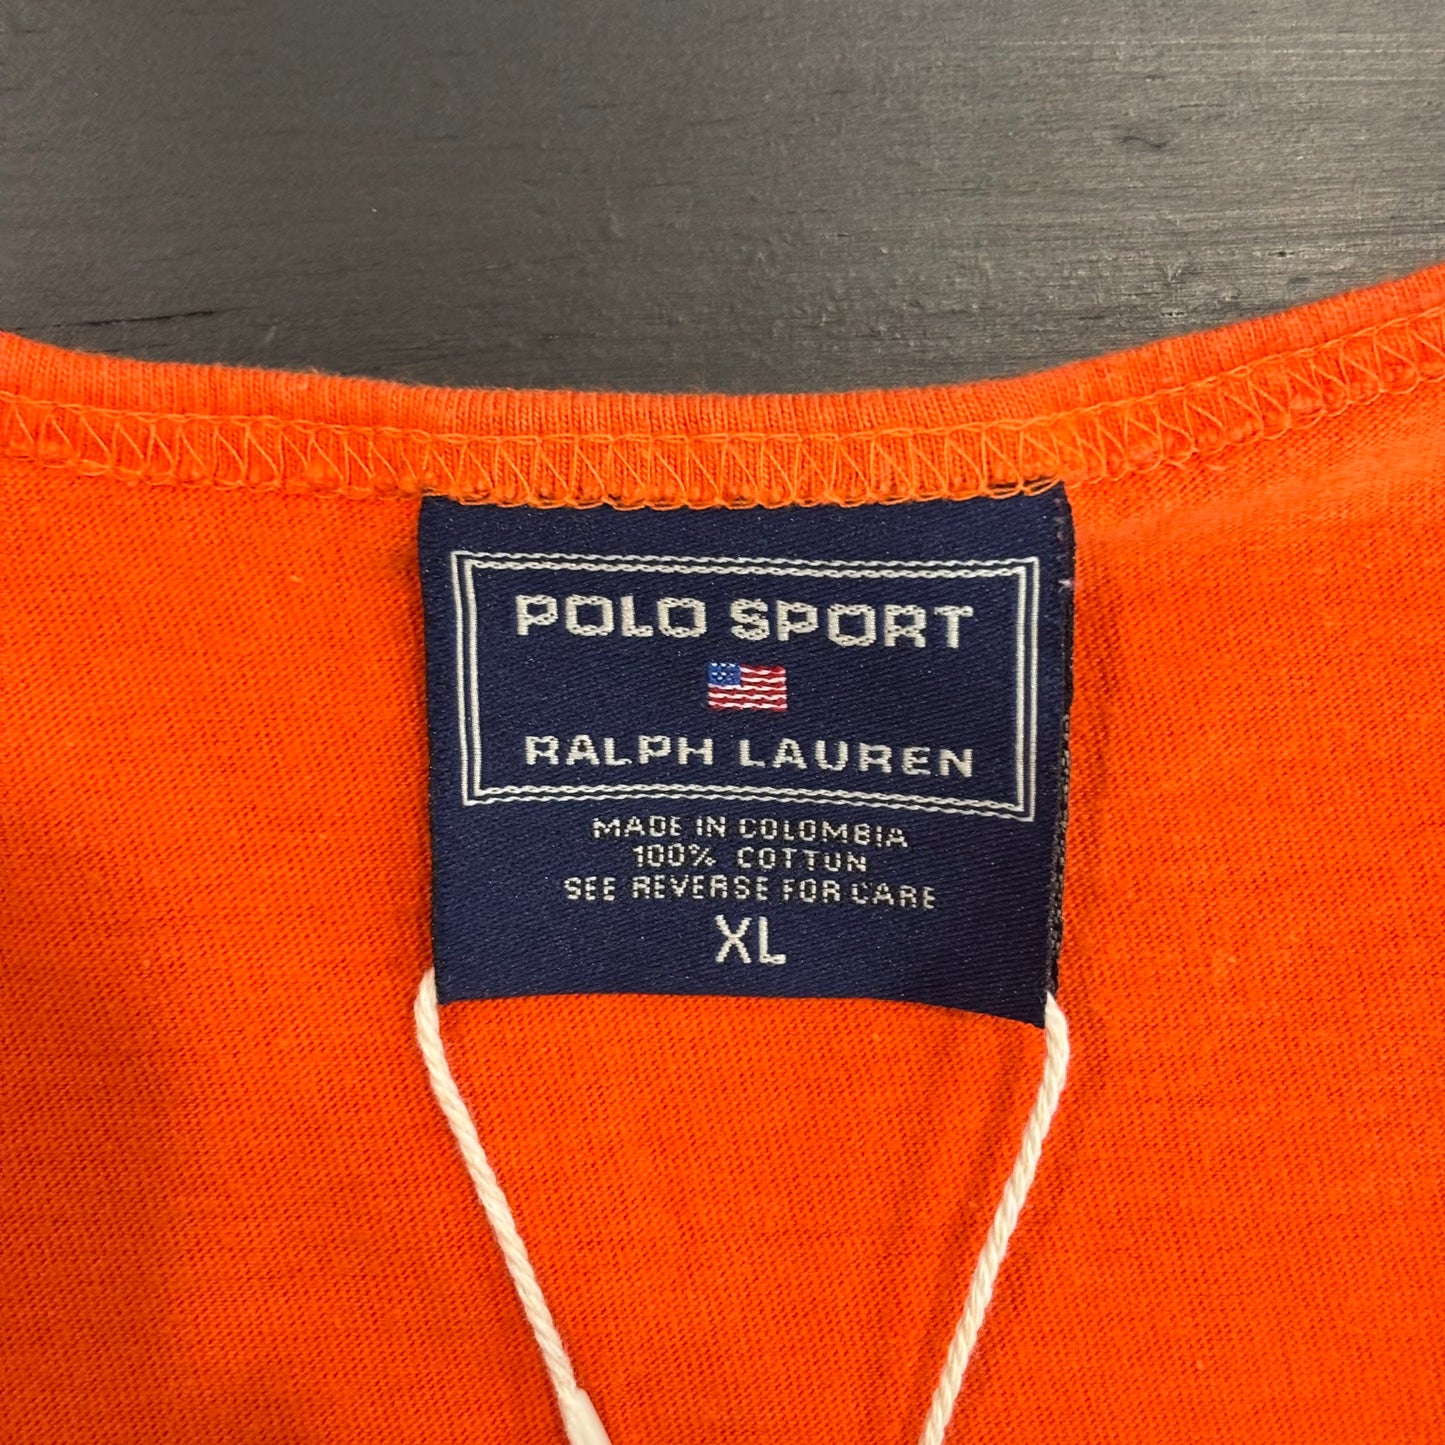 POLO SPORT
RALPH LAUREN
MADE IN COLOMBIA
100% COTTON
SEE REVERSE FOR CARE
XL